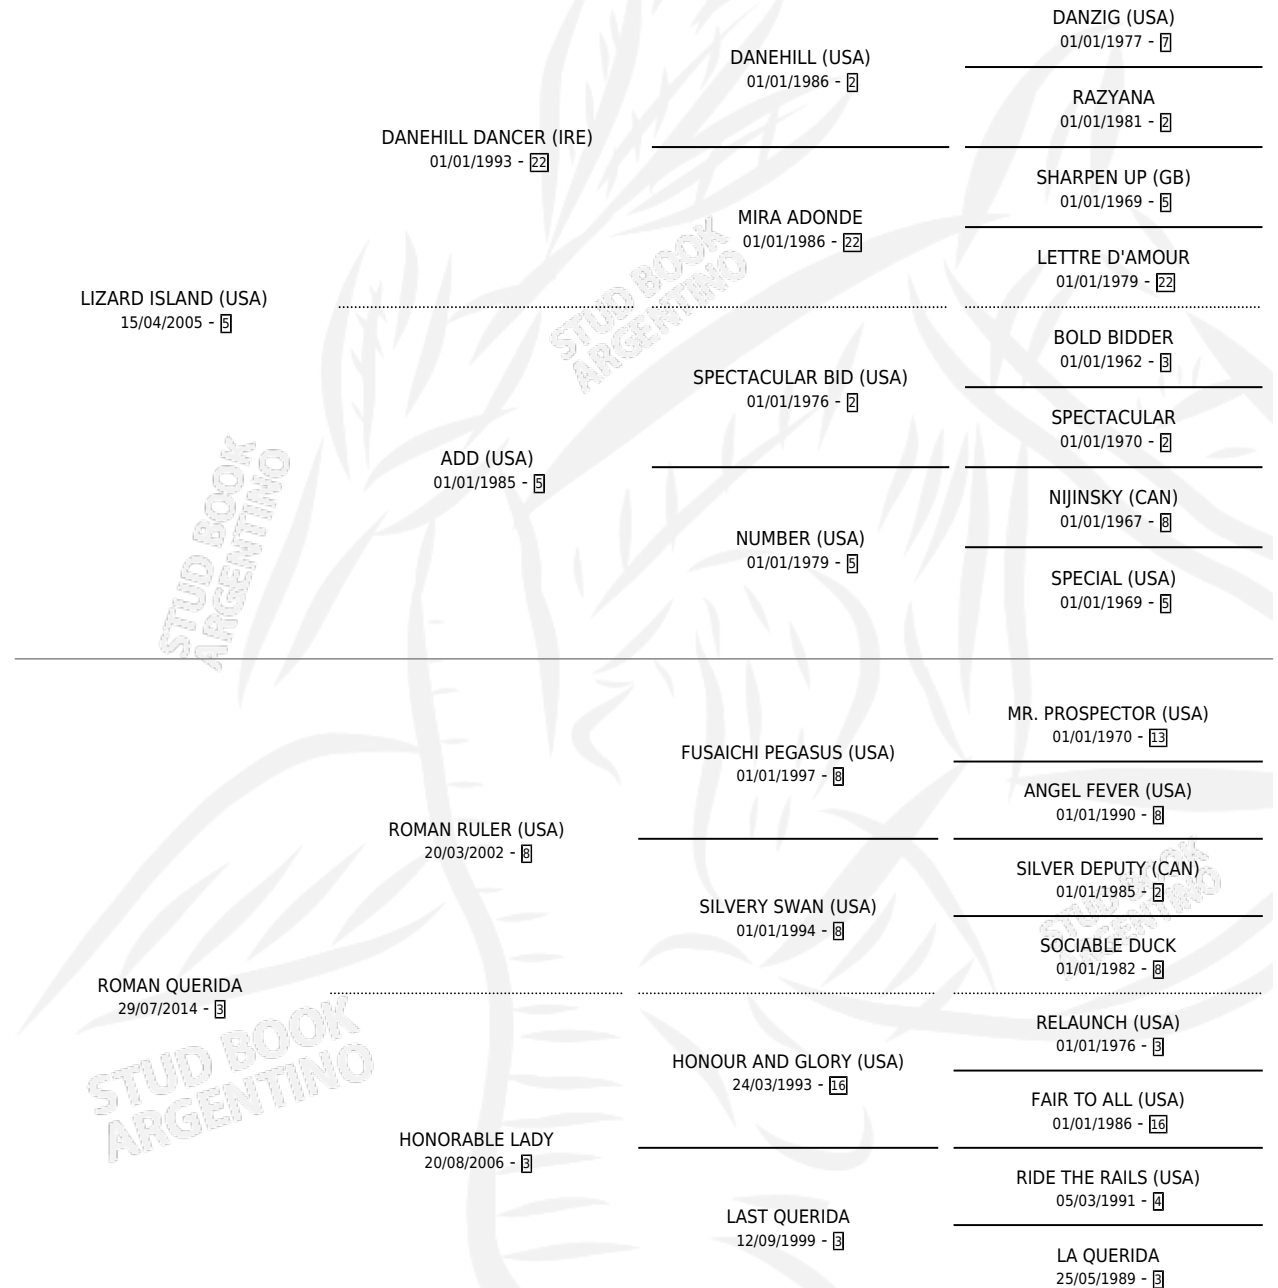 DANZIG (USA)
01/01/1977 - 7
DANEHILL (USA)
01/01/1986 - 2
RAZYANA
01/01/1981 - 2
DANEHILL DANCER (IRE)
01/01/1993 - 22
SHARPEN UP (GB)
01/01/1969 - 5
MIRA ADONDE
01/01/1986 - 22
LETTRE D'AMOUR
01/01/1979 - 22
LIZARD ISLAND (USA)
15/04/2005 - 5
STUD BOOK
ARGENTINO
BOLD BIDDER
01/01/1962 - 3
SPECTACULAR BID (USA)
01/01/1976 - 2
SPECTACULAR
01/01/1970 - 2
ADD (USA)
01/01/1985 - 5
NIJINSKY (CAN)
01/01/1967 - 8
NUMBER (USA)
01/01/1979 - 5
SPECIAL (USA)
01/01/1969 - 5
STUD BOOK
ARGENTINO
MR. PROSPECTOR (USA)
01/01/1970 - 13
FUSAICHI PEGASUS (USA)
01/01/1997 - 8
ANGEL FEVER (USA)
01/01/1990 - 8
ROMAN RULER (USA)
20/03/2002 - 8
SILVER DEPUTY (CAN)
01/01/1985 - 2
SILVERY SWAN (USA)
01/01/1994 - 8
STUD BOOK
ARGENTINO
SOCIABLE DUCK
01/01/1982 - 8
ROMAN QUERIDA
29/07/2014 - 3
RELAUNCH (USA)
01/01/1976 - 3
HONOUR AND GLORY (USA)
24/03/1993 - 16
STUD BOOK
ARGENTINO
FAIR TO ALL (USA)
01/01/1986 - 16
HONORABLE LADY
20/08/2006 - 3
RIDE THE RAILS (USA)
05/03/1991 - 4
LAST QUERIDA
12/09/1999 - 3
LA QUERIDA
25/05/1989 - 3